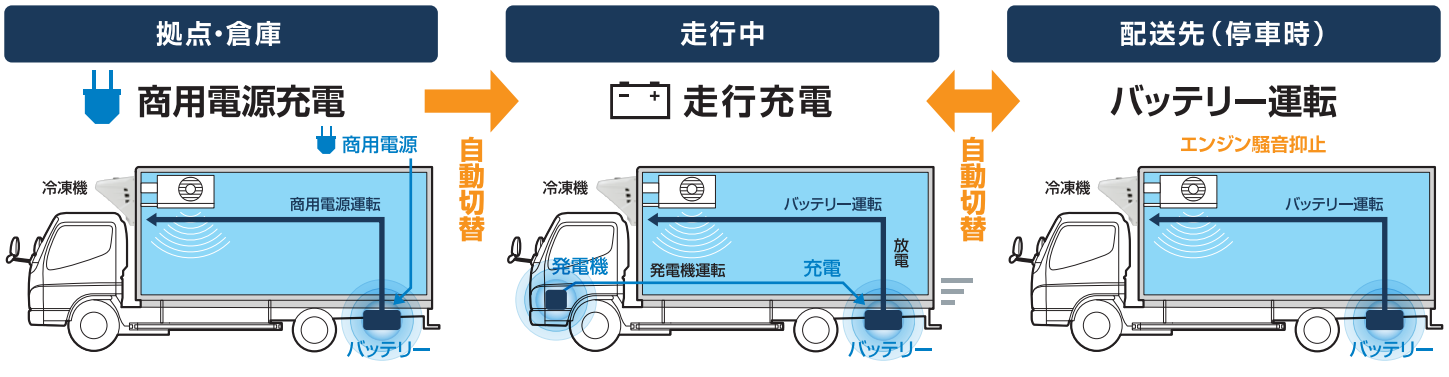 拠点・倉庫
商用電源充電
商用電源
冷凍機
商用電源運転
バッテリー
自動切替
走行中
走行充電
冷凍機
バッテリー運転
放電
発電機
発電機運転
充電
バッテリー
自動切替
配送先（停車時）
バッテリー運転
エンジン騒音抑止
冷凍機
バッテリー運転
バッテリー